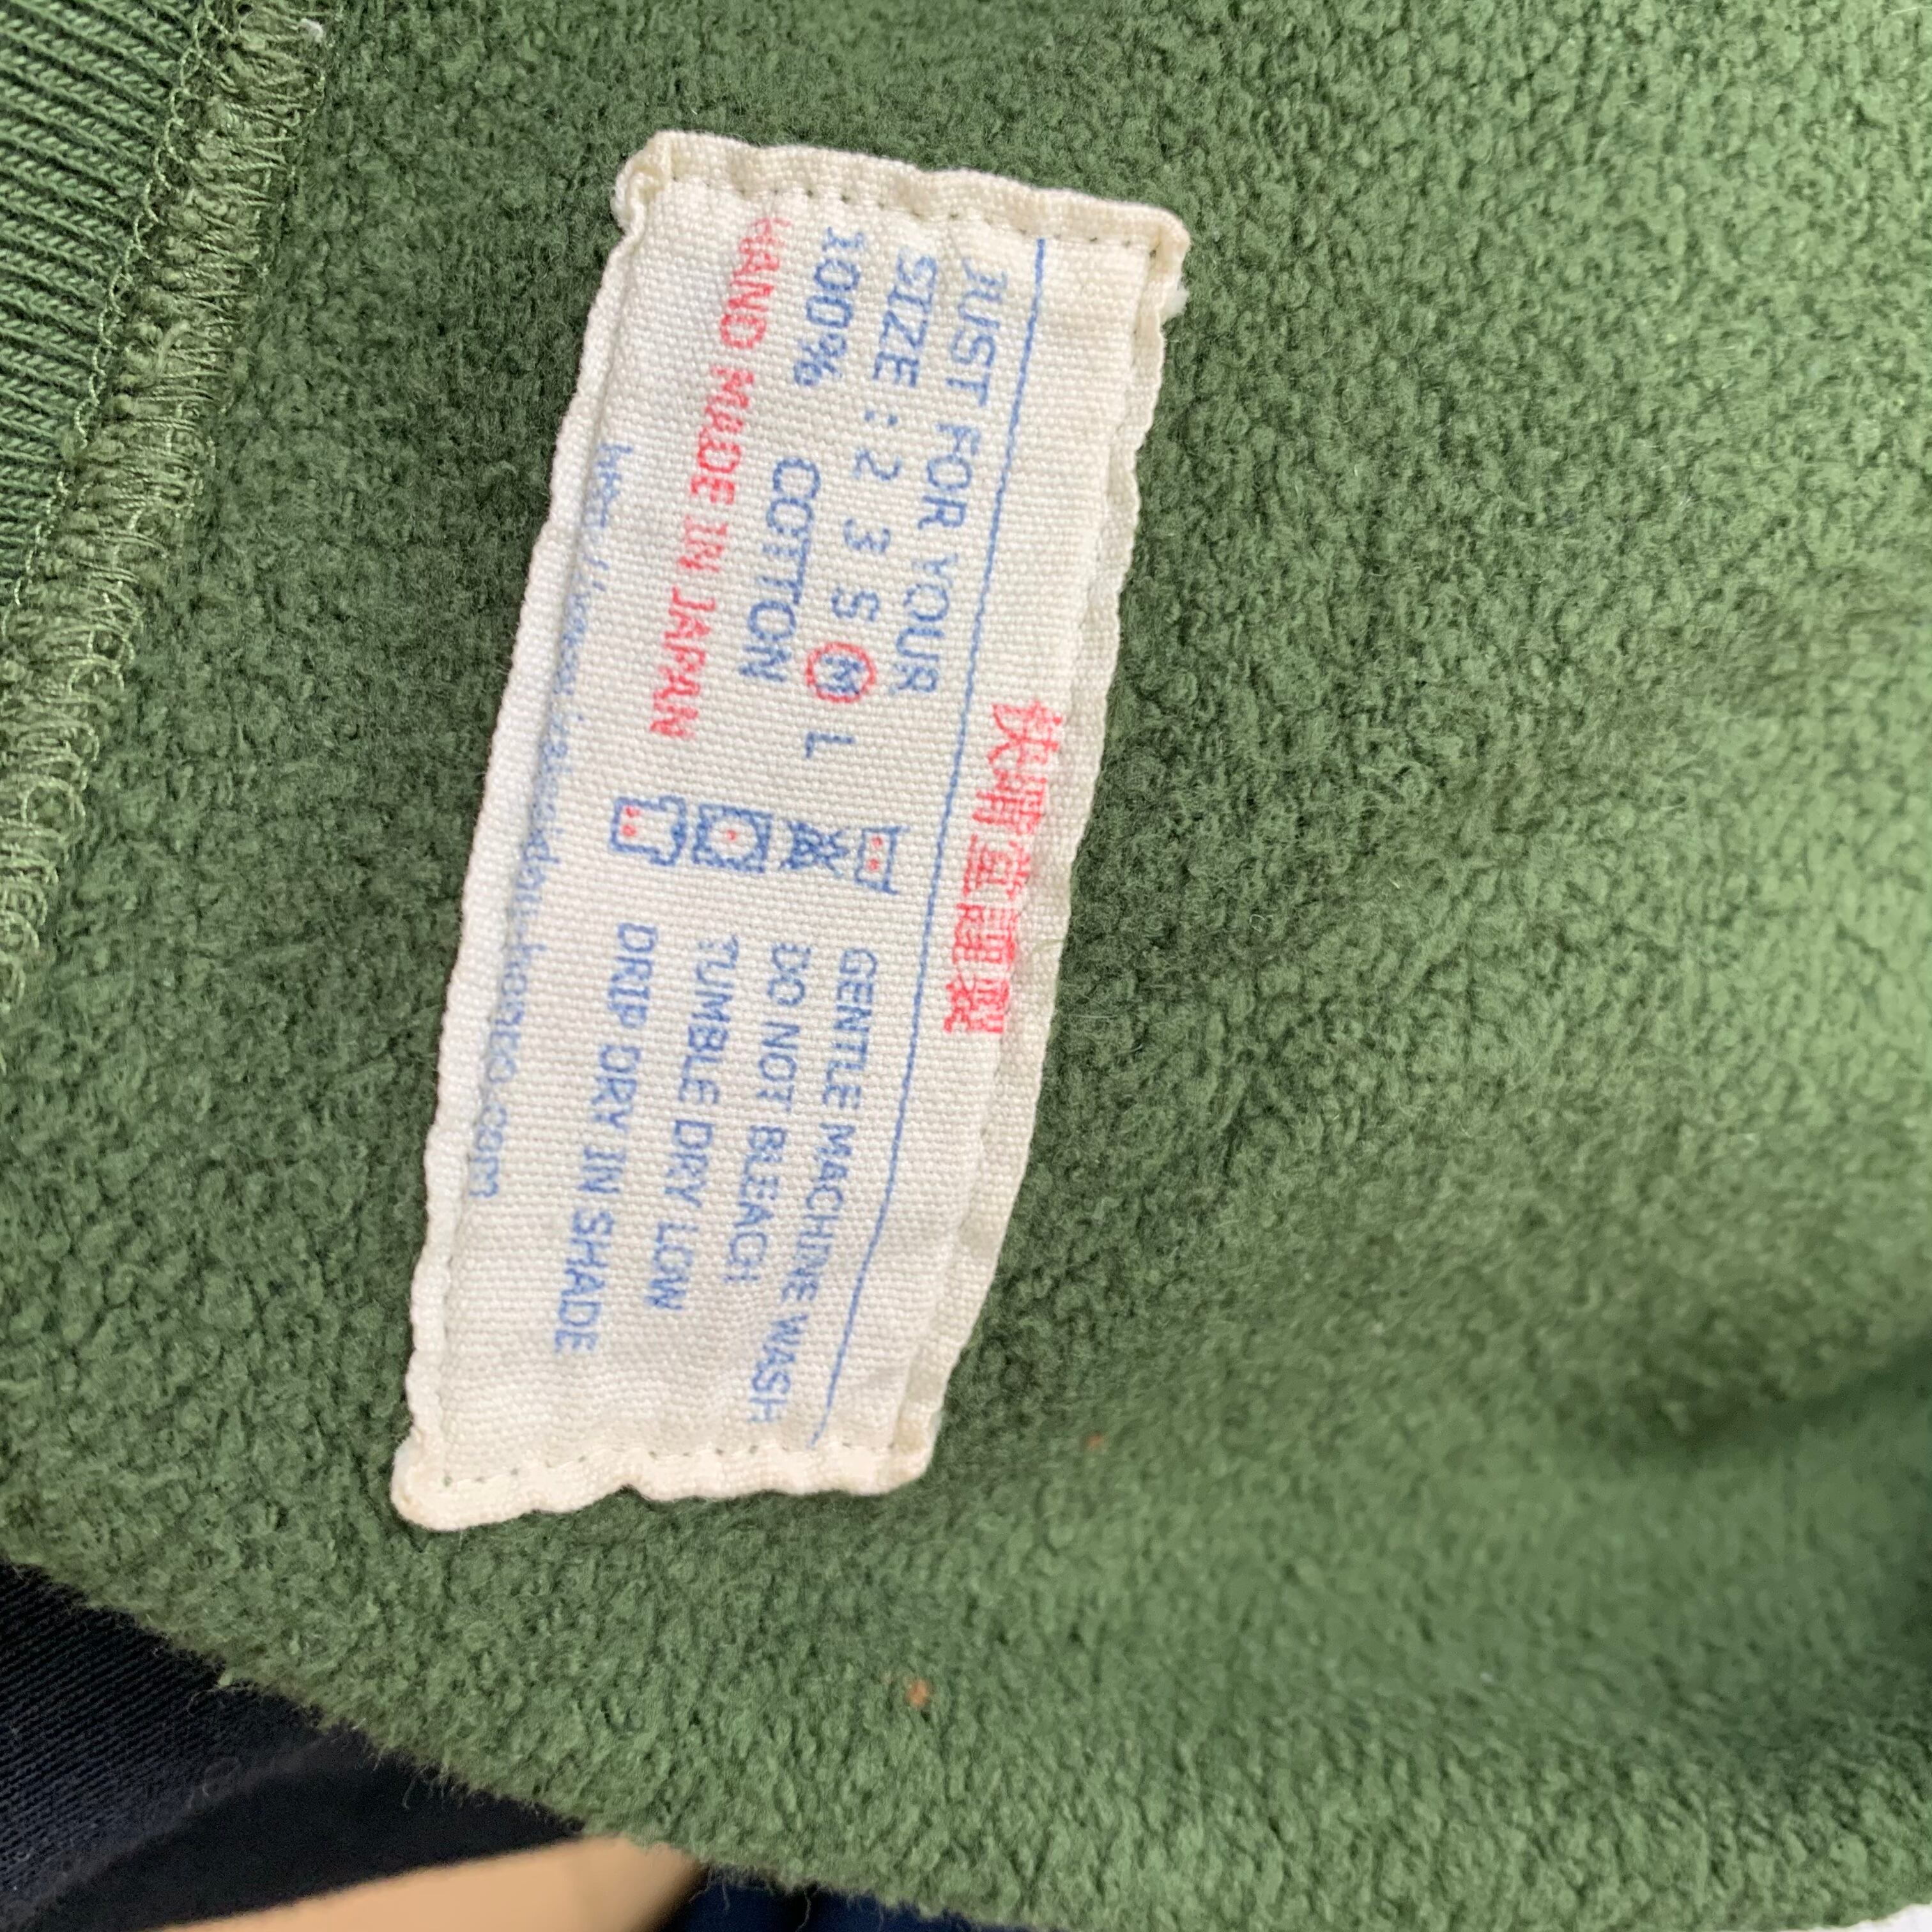 JUST FOR YOUR
SIZE : 2 3 S M L
100% COTTON
HAND MADE IN JAPAN
GENTLE MACHINE WASH
DO NOT BLEACH
TUMBLE DRY LOW
DRIP DRY IN SHADE